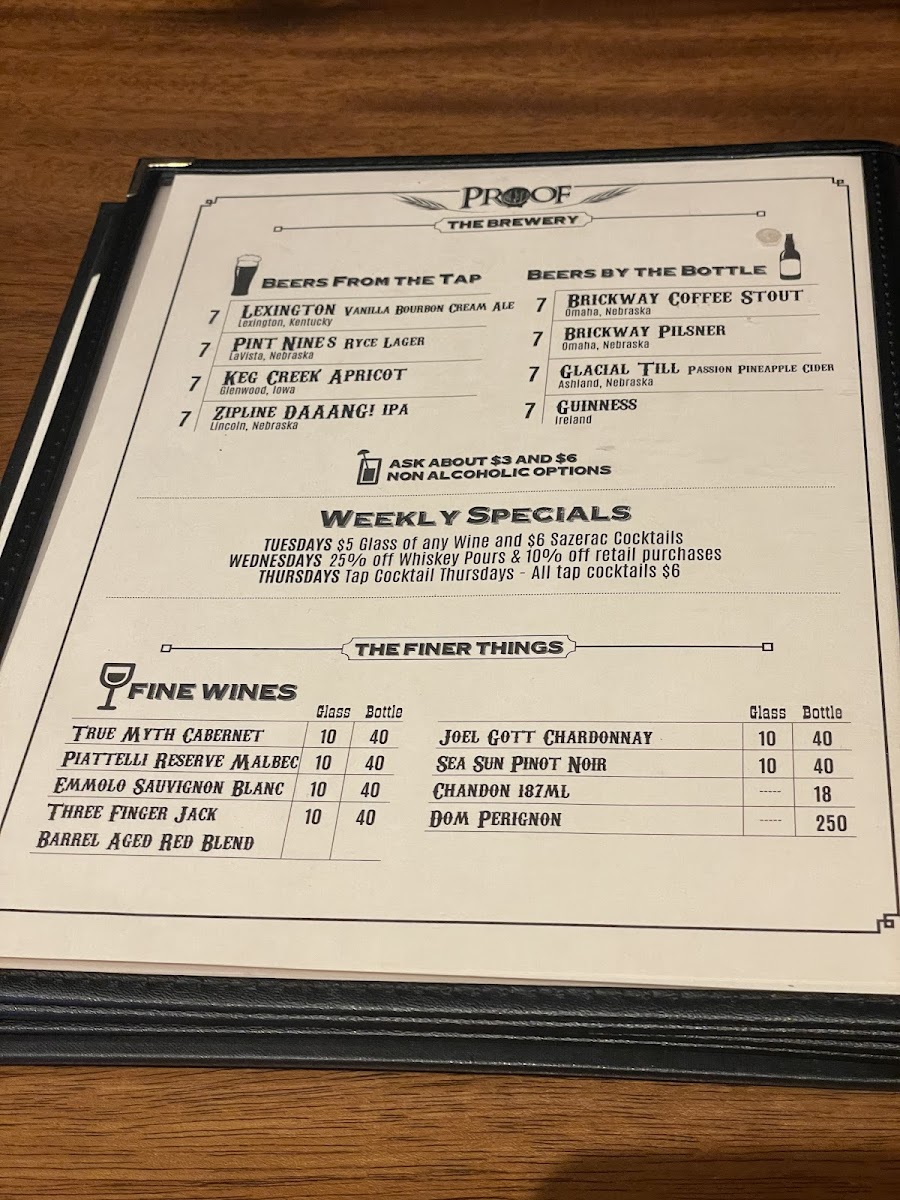 PROOF
THE BREWERY
BEERS FROM THE TAP
7 LEXINGTON VANILLA BOURBON CREAM ALE
Lexington, Kentucky
7 PINT NINES RYCE LAGER
LaVista, Nebraska
7 KEG CREEK APRICOT
Glenwood, Iowa
7 ZIPLINE DAAANG! IPA
Lincoln, Nebraska
BEERS BY THE BOTTLE
7 BRICKWAY COFFEE STOUT
Omaha, Nebraska
7 BRICKWAY PILSNER
Omaha, Nebraska
7 GLACIAL TILL PASSION PINEAPPLE CIDER
Ashland, Nebraska
7 GUINNESS
Ireland
ASK ABOUT $3 AND $6
NON ALCOHOLIC OPTIONS
WEEKLY SPECIALS
TUESDAYS $5 Glass of any Wine and $6 Sazerac Cocktails
WEDNESDAYS 25% off Whiskey Pours & 10% off retail purchases
THURSDAYS Tap Cocktail Thursdays - All tap cocktails $6
THE FINER THINGS
FINE WINES
Glass Bottle
TRUE MYTH CABERNET 10 40
PIATTELLI RESERVE MALBEC 10 40
EMMOLO SAUVIGNON BLANC 10 40
THREE FINGER JACK 10 40
BARREL AGED RED BLEND
Glass Bottle
JOEL GOTT CHARDONNAY 10 40
SEA SUN PINOT NOIR 10 40
CHANDON 187ML ----- 18
DOM PERIGNON ----- 250